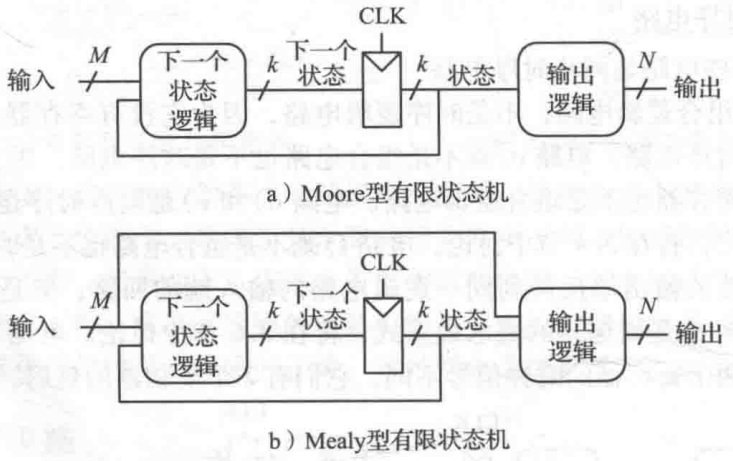 CLK
M
下一个
下一个
k
k
N
输入
状态
状态
状态
输出
输出
逻辑
逻辑
a）Moore型有限状态机
CLK
M
下一个
下一个
k
k
N
输入
状态
状态
状态
输出
输出
逻辑
逻辑
b）Mealy型有限状态机